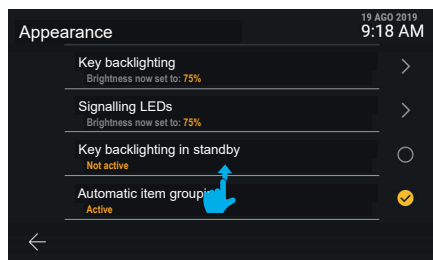 19 AGO 2019
Appearance
9:18 AM
Key backlighting
Brightness now set to: 75%
Signalling LEDs
Brightness now set to: 75%
Key backlighting in standby
Not active
Automatic item grouping
Active